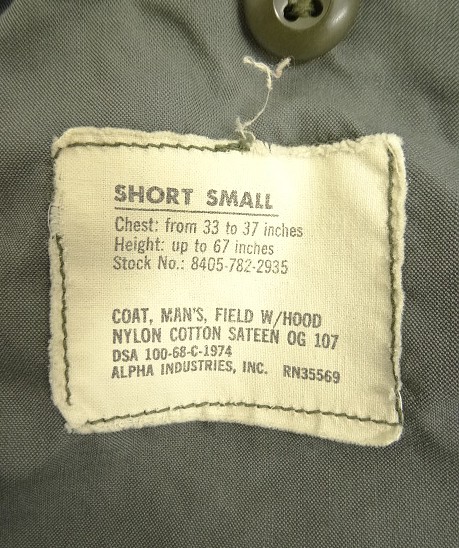 SHORT SMALL
Chest: from 33 to 37 inches
Height: up to 67 inches
Stock No.: 8405-782-2935
COAT, MAN'S, FIELD W/HOOD
NYLON COTTON SATEEN OG 107
DSA 100-68-C-1974
ALPHA INDUSTRIES, INC. RN35569